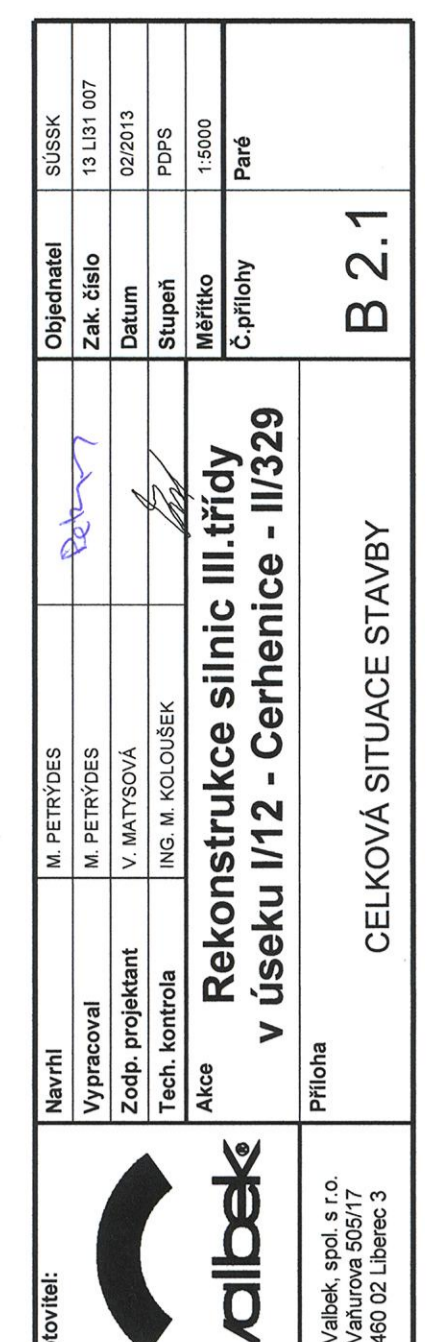 Navrhl M. PETRÝDES
Vypracoval M. PETRÝDES
Zodp. projektant V. MATYSOVÁ
Tech. kontrola ING. M. KOLOUŠEK
Objednatel SÚSSK
Zak. číslo 13 LI31 007
Datum 02/2013
Stupeň PDPS
Měřítko 1:5000
Akce
Rekonstrukce silnic III.třídy
v úseku I/12 - Cerhenice - II/329
Č.přílohy
B 2.1
Paré
Příloha
CELKOVÁ SITUACE STAVBY
valbek
Valbek, spol. s r.o.
Vaňurova 505/17
460 02 Liberec 3